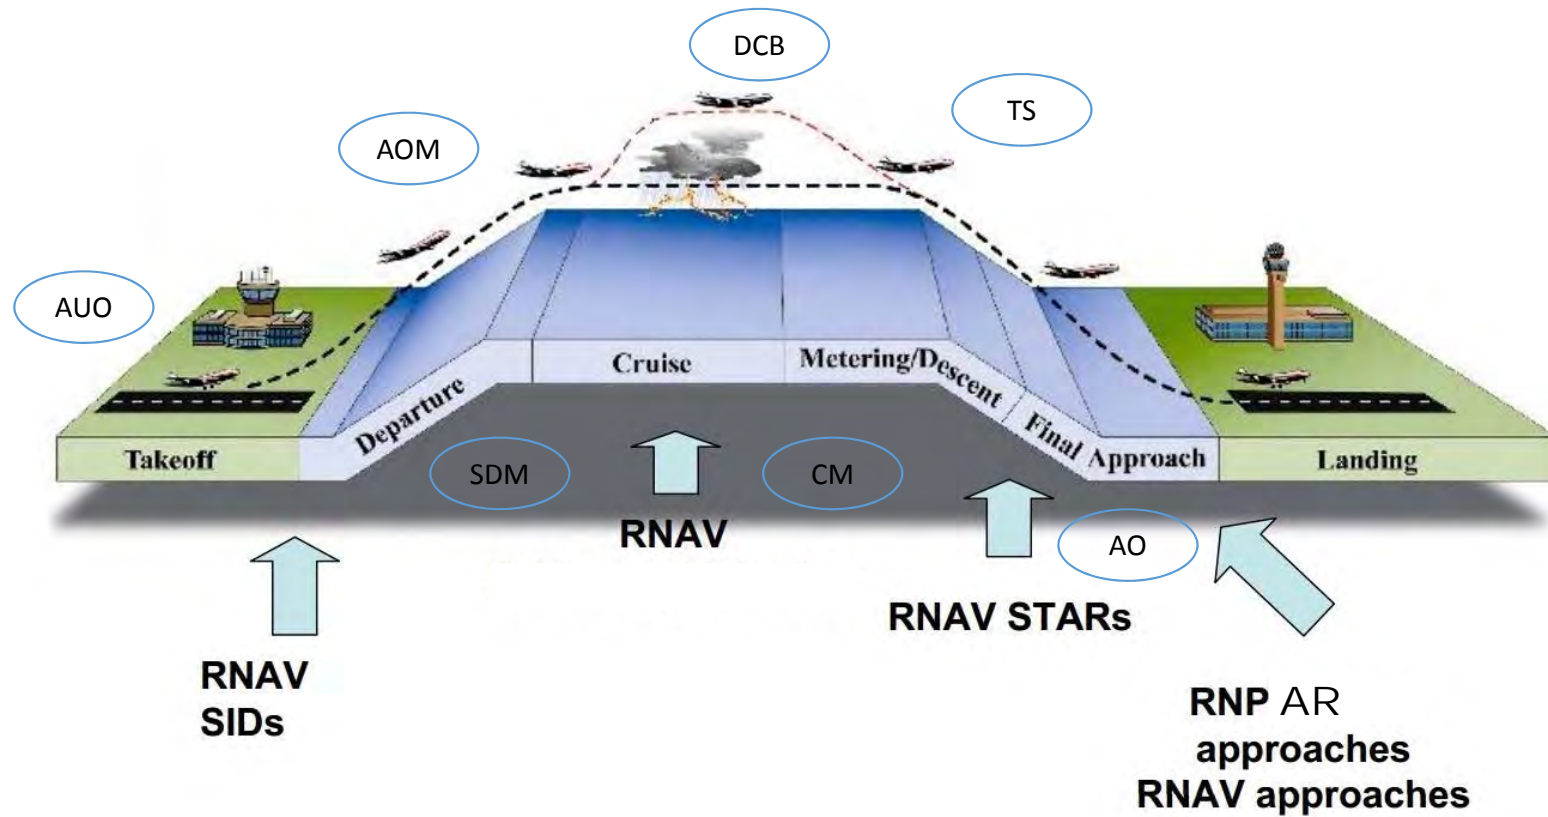 DCB
TS
AOM
AUO
Cruise
Metering/Descent
Departure
Final Approach
Takeoff
Landing
SDM
CM
RNAV
AO
RNAV STARs
RNAV
SIDs
RNP AR
approaches
RNAV approaches